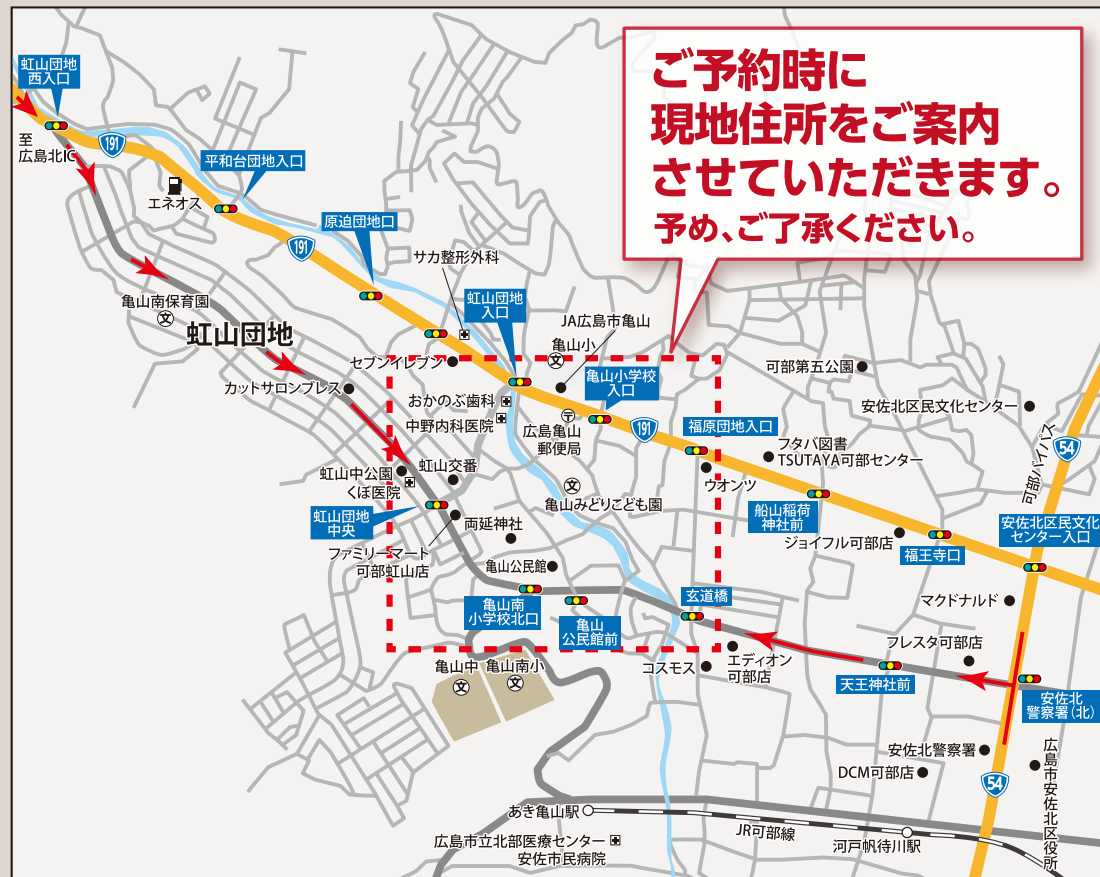 ご予約時に
現地住所をご案内
させていただきます。
予め、ご了承ください。
虹山団地
西入口
至
広島北IC
191
エネオス
平和台団地入口
191
原迫団地口
サカ整形外科
虹山団地
入口
JA広島市亀山
亀山小
文
亀山南保育園
文
虹山団地
セブンイレブン
カットサロンブレス
おかのぶ歯科
中野内科医院
広島亀山
郵便局
亀山小学校
入口
191
福原団地入口
可部第五公園
安佐北区民文化センター
可部バイパス
54
フタバ図書
TSUTAYA可部センター
ウオンツ
虹山中公園
くぼ医院
虹山交番
文
亀山みどりこども園
船山稲荷
神社前
ジョイフル可部店
福王寺口
安佐北区民文化
センター入口
虹山団地
中央
両延神社
ファミリーマート
可部虹山店
亀山公民館
亀山南
小学校北口
亀山
公民館前
玄道橋
マクドナルド
フレスタ可部店
亀山中
文
亀山南小
文
コスモス
エディオン
可部店
天王神社前
安佐北
警察署(北)
安佐北警察署
DCM可部店
54
広島市安佐北区役所
あき亀山駅
JR可部線
河戸帆待川駅
広島市立北部医療センター
安佐市民病院